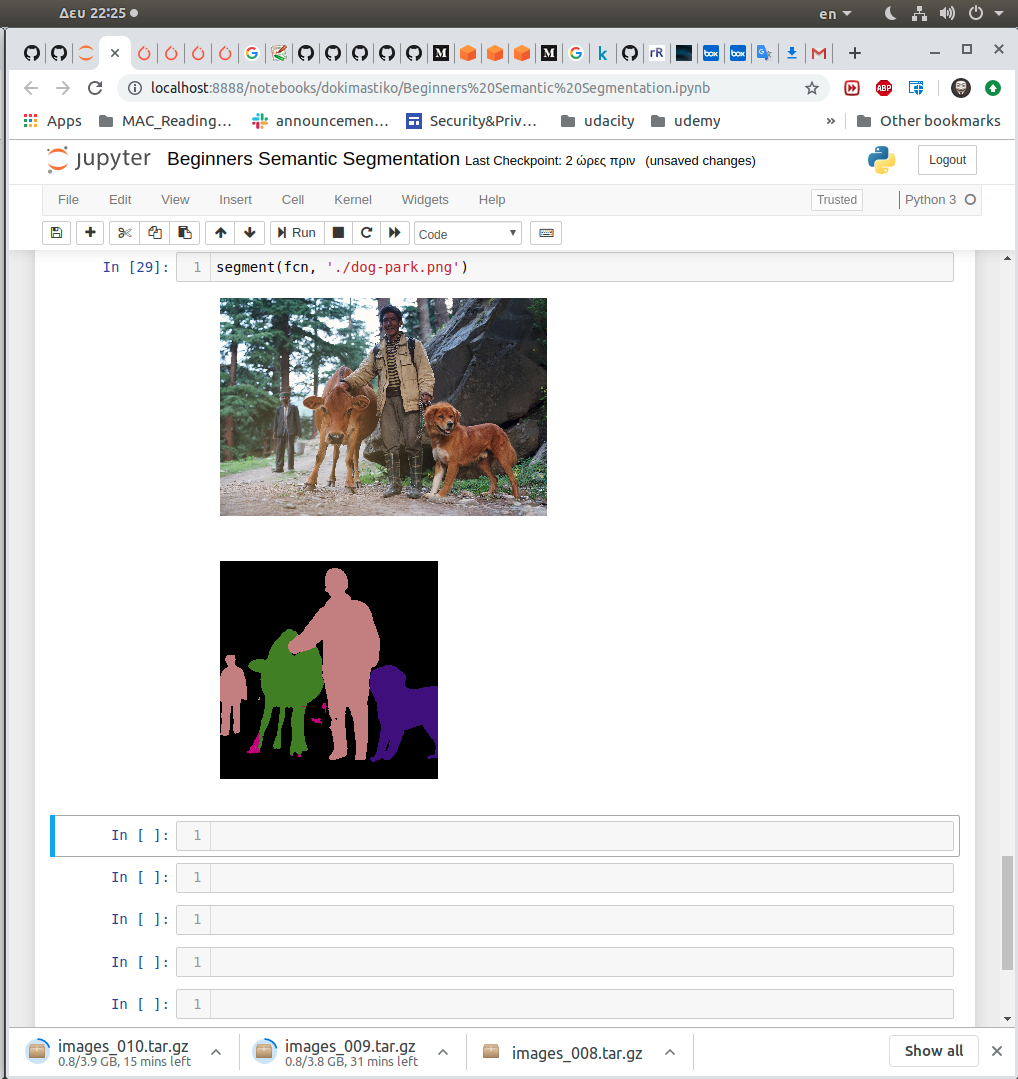 Δευ 22:25
en
M
M
k
rR
box
box
localhost:8888/notebooks/dokimastiko/Beginners%20Semantic%20Segmentation.ipynb
ABP
Apps
MAC_Reading...
announcemen...
Security&Priv...
udacity
udemy
»
Other bookmarks
jupyter
Beginners Semantic Segmentation
Last Checkpoint: 2 ώρες πριν
(unsaved changes)
Logout
File
Edit
View
Insert
Cell
Kernel
Widgets
Help
Trusted
Python 3
Run
Code
In [29]:
1
segment(fcn, './dog-park.png')
In [ ]:
1
In [ ]:
1
In [ ]:
1
In [ ]:
1
In [ ]:
1
images_010.tar.gz
0.8/3.9 GB, 15 mins left
images_009.tar.gz
0.8/3.8 GB, 31 mins left
images_008.tar.gz
Show all